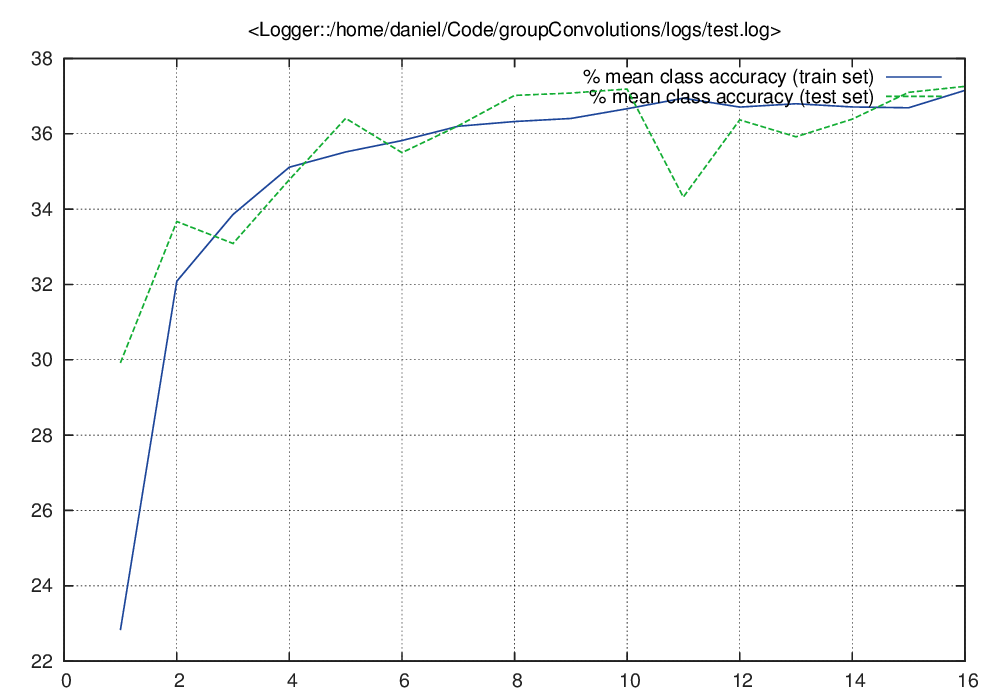 <Logger::/home/daniel/Code/groupConvolutions/logs/test.log>
38
% mean class accuracy (train set)
% mean class accuracy (test set)
36
34
32
30
28
26
24
22
0 2 4 6 8 10 12 14 16